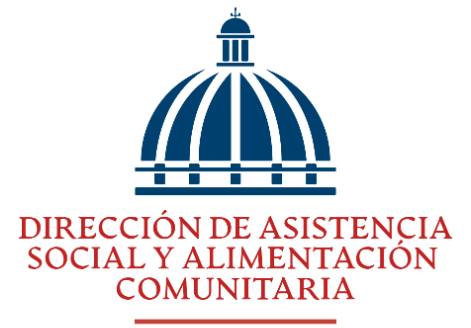 DIRECCIÓN DE ASISTENCIA
SOCIAL Y ALIMENTACIÓN
COMUNITARIA